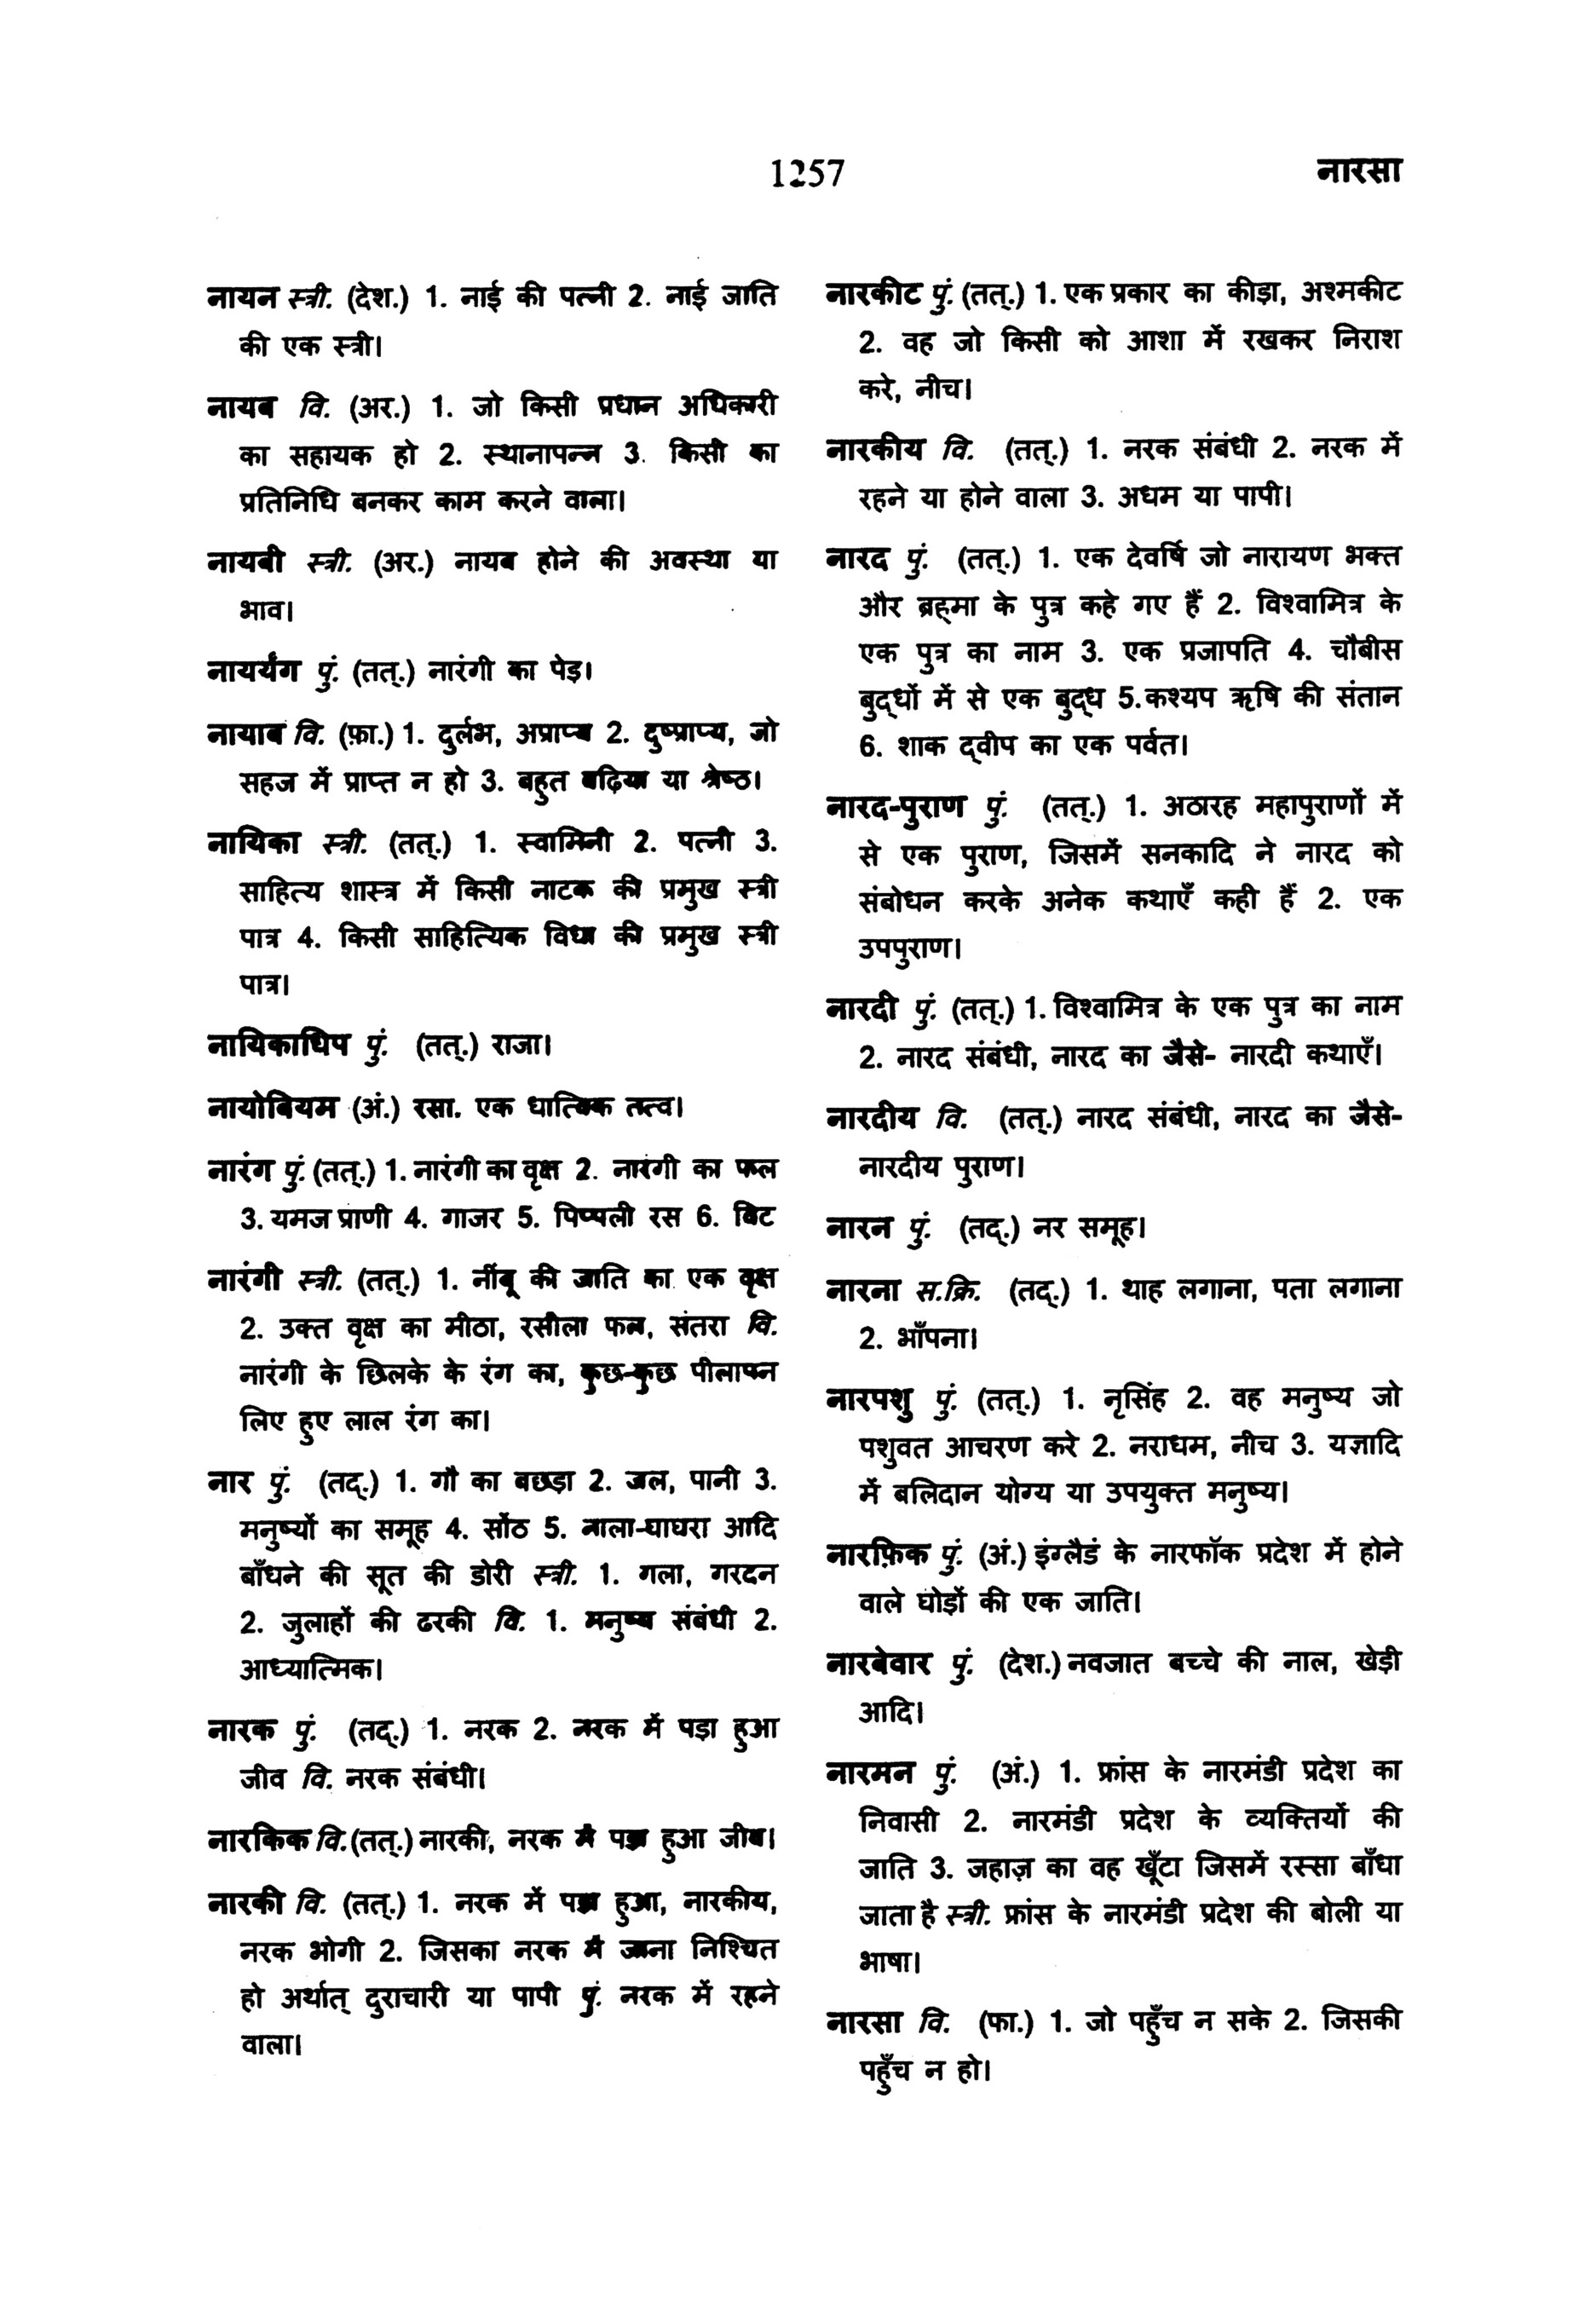 1257
नारसा
नायन स्त्री. (देश.) 1. नाई की पत्नी 2. नाई जाति
की एक स्त्री।
नायब वि. (अर.) 1. जो किसी प्रधान अधिकारी
का सहायक हो 2. स्थानापन्न 3. किसी का
प्रतिनिधि बनकर काम करने वाला।
नायबी स्त्री. (अर.) नायब होने की अवस्था या
भाव।
नायर्यंग पुं. (तत्.) नारंगी का पेड़।
नायाब वि. (फ़ा.) 1. दुर्लभ, अप्राप्य 2. दुष्प्राप्य, जो
सहज में प्राप्त न हो 3. बहुत बढ़िया या श्रेष्ठ।
नायिका स्त्री. (तत्.) 1. स्वामिनी 2. पत्नी 3.
साहित्य शास्त्र में किसी नाटक की प्रमुख स्त्री
पात्र 4. किसी साहित्यिक विधा की प्रमुख स्त्री
पात्र।
नायिकाधिप पुं. (तत्.) राजा।
नायोबियम (अं.) रसा. एक धात्विक तत्व।
नारंग पुं. (तत्.) 1. नारंगी का वृक्ष 2. नारंगी का फल
3. यमज प्राणी 4. गाजर 5. पिप्पली रस 6. विट
नारंगी स्त्री. (तत्.) 1. नींबू की जाति का एक वृक्ष
2. उक्त वृक्ष का मीठा, रसीला फल, संतरा वि.
नारंगी के छिलके के रंग का, कुछ-कुछ पीलापन
लिए हुए लाल रंग का।
नार पुं. (तद्.) 1. गौ का बछड़ा 2. जल, पानी 3.
मनुष्यों का समूह 4. सोंठ 5. नाला-घाघरा आदि
बाँधने की सूत की डोरी स्त्री. 1. गला, गरदन
2. जुलाहों की ढरकी वि. 1. मनुष्य संबंधी 2.
आध्यात्मिक।
नारक पुं. (तद्.) 1. नरक 2. नरक में पड़ा हुआ
जीव वि. नरक संबंधी।
नारकिक वि. (तत्.) नारकी, नरक में पड़ा हुआ जीव।
नारकी वि. (तत्.) 1. नरक में पड़ा हुआ, नारकीय,
नरक भोगी 2. जिसका नरक में जाना निश्चित
हो अर्थात् दुराचारी या पापी पुं. नरक में रहने
वाला।
नारकीट पुं. (तत्.) 1. एक प्रकार का कीड़ा, अश्मकीट
2. वह जो किसी को आशा में रखकर निराश
करे, नीच।
नारकीय वि. (तत्.) 1. नरक संबंधी 2. नरक में
रहने या होने वाला 3. अधम या पापी।
नारद पुं. (तत्.) 1. एक देवर्षि जो नारायण भक्त
और ब्रह्‌मा के पुत्र कहे गए हैं 2. विश्वामित्र के
एक पुत्र का नाम 3. एक प्रजापति 4. चौबीस
बुद्‌धों में से एक बुद्‌ध 5. कश्यप ऋषि की संतान
6. शाक द्‌वीप का एक पर्वत।
नारद-पुराण पुं. (तत्.) 1. अठारह महापुराणों में
से एक पुराण, जिसमें सनकादि ने नारद को
संबोधन करके अनेक कथाएँ कही हैं 2. एक
उपपुराण।
नारदी पुं. (तत्.) 1. विश्वामित्र के एक पुत्र का नाम
2. नारद संबंधी, नारद का जैसे- नारदी कथाएँ।
नारदीय वि. (तत्.) नारद संबंधी, नारद का जैसे-
नारदीय पुराण।
नारन पुं. (तद्.) नर समूह।
नारना स.क्रि. (तद्.) 1. थाह लगाना, पता लगाना
2. भाँपना।
नारपशु पुं. (तत्.) 1. नृसिंह 2. वह मनुष्य जो
पशुवत आचरण करे 2. नराधम, नीच 3. यज्ञादि
में बलिदान योग्य या उपयुक्त मनुष्य।
नारफ़िक पुं. (अं.) इंग्लैडं के नारफॉक प्रदेश में होने
वाले घोड़ों की एक जाति।
नारबेवार पुं. (देश.) नवजात बच्चे की नाल, खेड़ी
आदि।
नारमन पुं. (अं.) 1. फ्रांस के नारमंडी प्रदेश का
निवासी 2. नारमंडी प्रदेश के व्यक्तियों की
जाति 3. जहाज़ का वह खूँटा जिसमें रस्सा बाँधा
जाता है स्त्री. फ्रांस के नारमंडी प्रदेश की बोली या
भाषा।
नारसा वि. (फा.) 1. जो पहुँच न सके 2. जिसकी
पहुँच न हो।